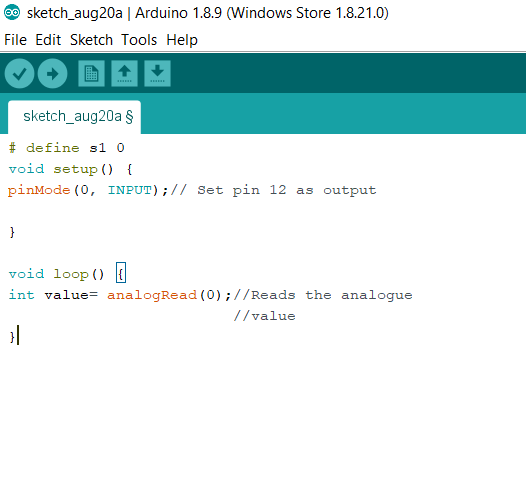 sketch_aug20a | Arduino 1.8.9 (Windows Store 1.8.21.0)
File Edit Sketch Tools Help
sketch_aug20a §
# define s1 0
void setup() {
pinMode(0, INPUT);// Set pin 12 as output
}
void loop() {
int value= analogRead(0);//Reads the analogue
//value
}